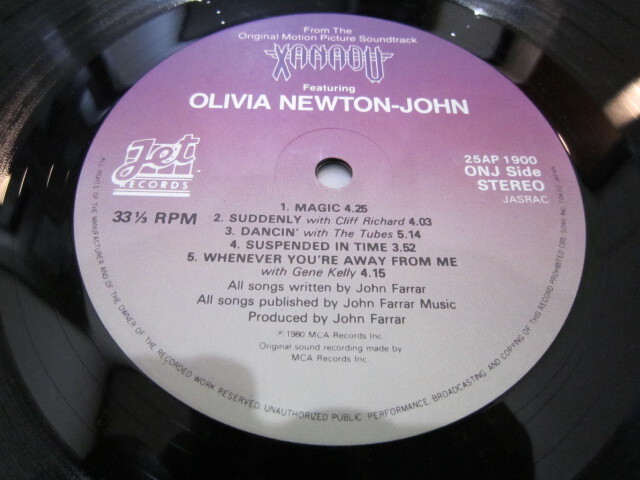 From The
Original Motion Picture Soundtrack
XANADU
Featuring
OLIVIA NEWTON-JOHN
Jet
RECORDS
33⅓ RPM
25AP 1900
ONJ Side
STEREO
JASRAC
1. MAGIC 4.25
2. SUDDENLY with Cliff Richard 4.03
3. DANCIN' with The Tubes 5.14
4. SUSPENDED IN TIME 3.52
5. WHENEVER YOU'RE AWAY FROM ME
with Gene Kelly 4.15
All songs written by John Farrar
All songs published by John Farrar Music
Produced by John Farrar
℗ 1980 MCA Records Inc.
Original sound recording made by
MCA Records Inc.
ALL RIGHTS OF THE MANUFACTURER AND OF THE OWNER OF THE RECORDED WORK RESERVED. UNAUTHORIZED PUBLIC PERFORMANCE, BROADCASTING AND COPYING OF THIS RECORD PROHIBITED CBS/SONY INC.